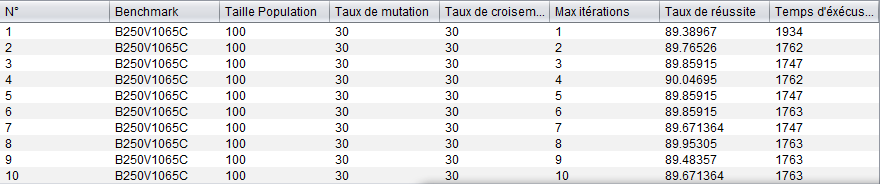 N° Benchmark Taille Population Taux de mutation Taux de croisem... Max itérations Taux de réussite Temps d'éxécus...
1 B250V1065C 100 30 30 1 89.38967 1934
2 B250V1065C 100 30 30 2 89.76526 1762
3 B250V1065C 100 30 30 3 89.85915 1747
4 B250V1065C 100 30 30 4 90.04695 1762
5 B250V1065C 100 30 30 5 89.85915 1747
6 B250V1065C 100 30 30 6 89.85915 1763
7 B250V1065C 100 30 30 7 89.671364 1747
8 B250V1065C 100 30 30 8 89.95305 1763
9 B250V1065C 100 30 30 9 89.48357 1763
10 B250V1065C 100 30 30 10 89.671364 1763